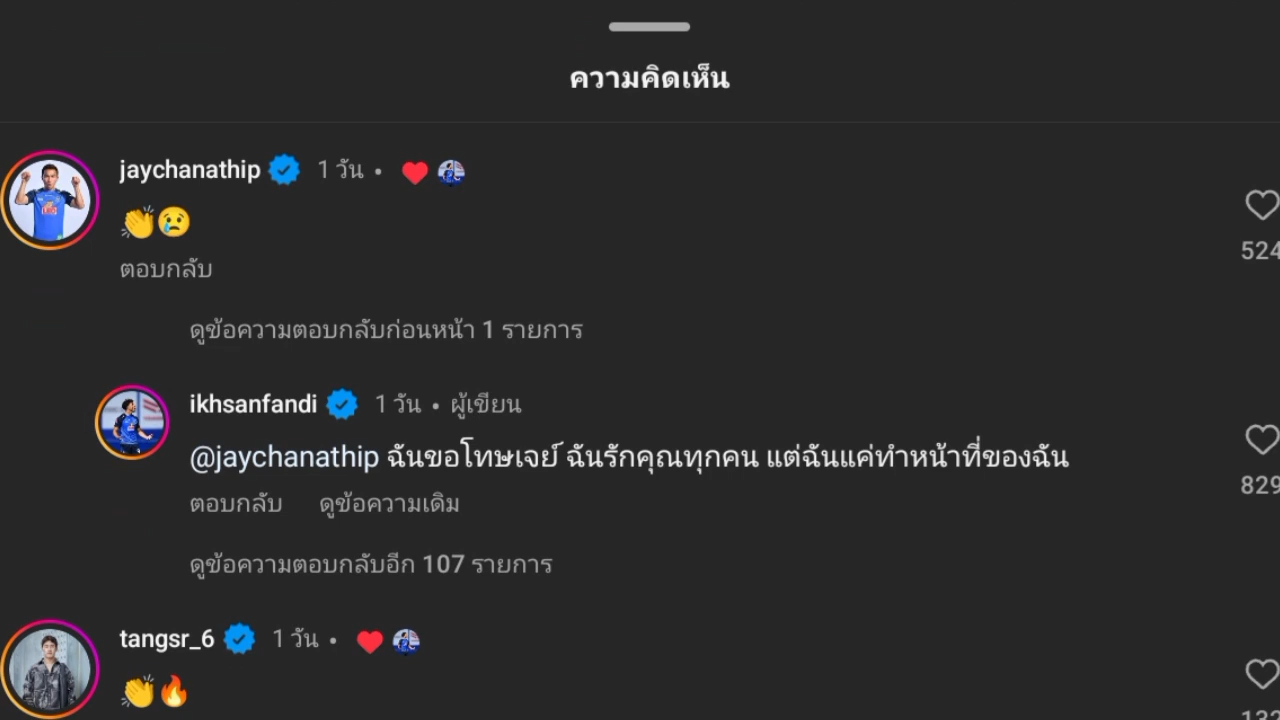 ความคิดเห็น
jaychanathip 1 วัน •
👏😢
ตอบกลับ
524
ดูข้อความตอบกลับก่อนหน้า 1 รายการ
ikhsanfandi 1 วัน • ผู้เขียน
@jaychanathip ฉันขอโทษเจย์ ฉันรักคุณทุกคน แต่ฉันแค่ทำหน้าที่ของฉัน
ตอบกลับ ดูข้อความเดิม
829
ดูข้อความตอบกลับอีก 107 รายการ
tangsr_6 1 วัน •
👏🔥